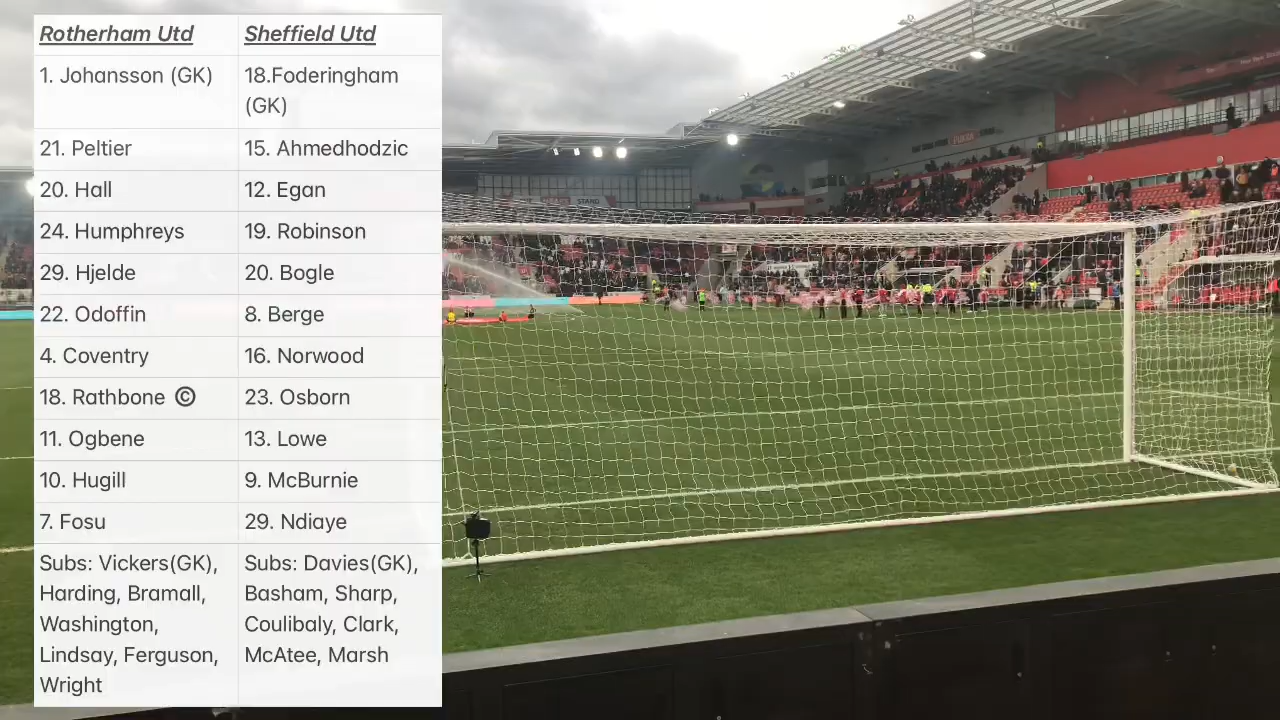 Rotherham Utd
Sheffield Utd
1. Johansson (GK)
18.Foderingham
(GK)
21. Peltier
15. Ahmedhodzic
20. Hall
12. Egan
24. Humphreys
19. Robinson
29. Hjelde
20. Bogle
22. Odoffin
8. Berge
4. Coventry
16. Norwood
18. Rathbone ©
23. Osborn
11. Ogbene
13. Lowe
10. Hugill
9. McBurnie
7. Fosu
29. Ndiaye
Subs: Vickers(GK),
Harding, Bramall,
Washington,
Lindsay, Ferguson,
Wright
Subs: Davies(GK),
Basham, Sharp,
Coulibaly, Clark,
McAtee, Marsh
STAND